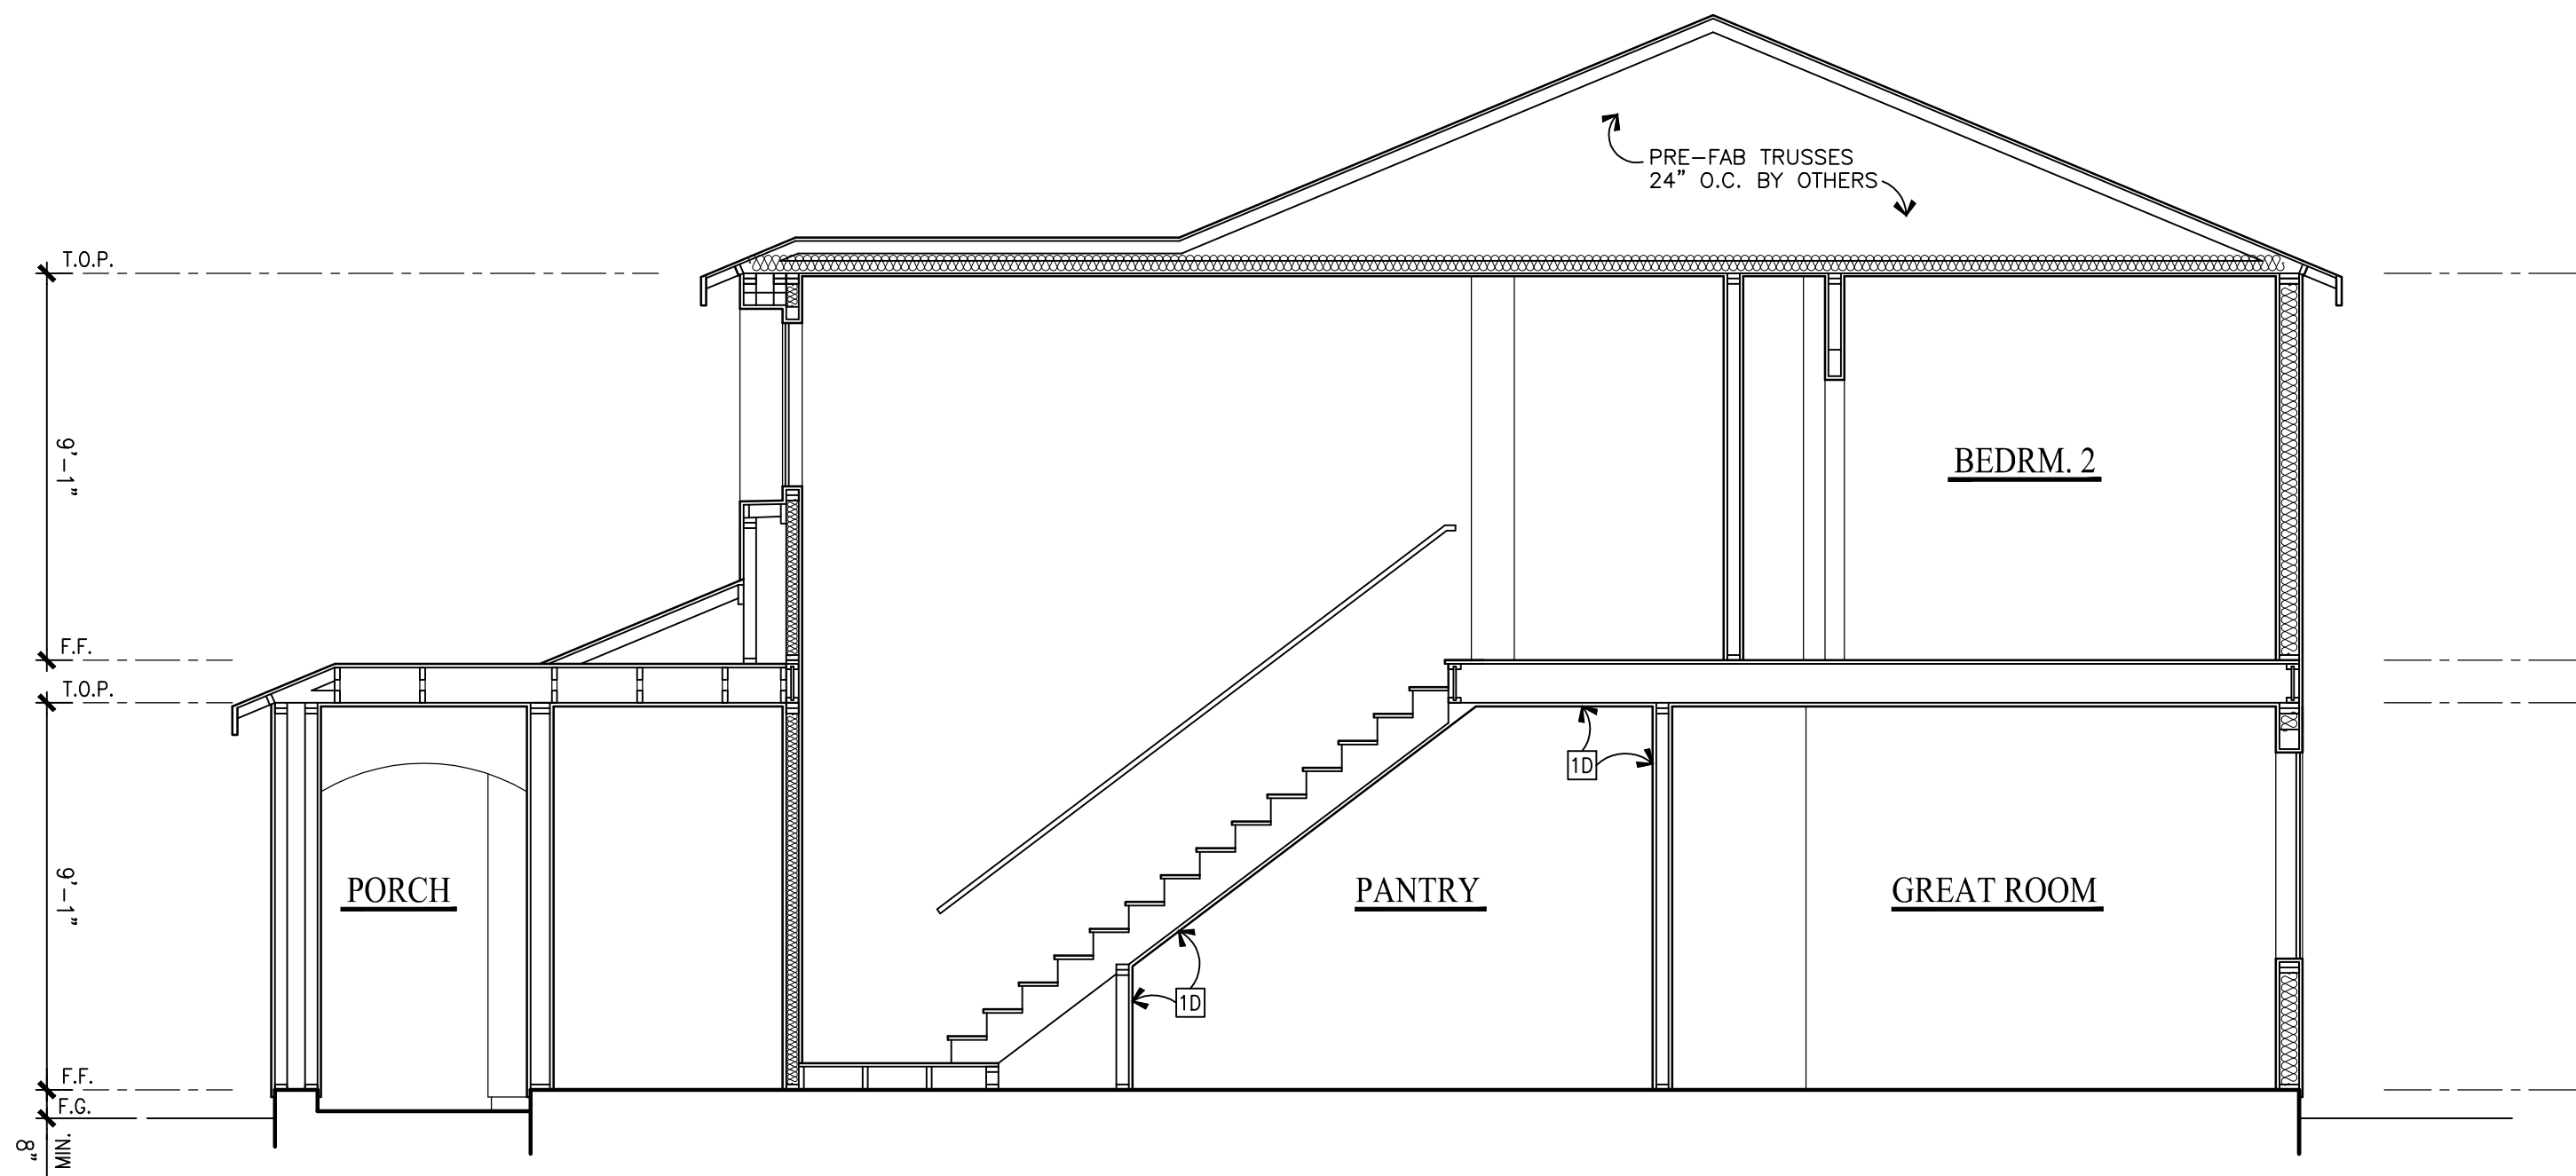 PRE-FAB TRUSSES
24" O.C. BY OTHERS
T.O.P.
9'-1"
BEDRM. 2
F.F.
T.O.P.
1D
9'-1"
PORCH
PANTRY
GREAT ROOM
1D
F.F.
F.G.
8"
MIN.